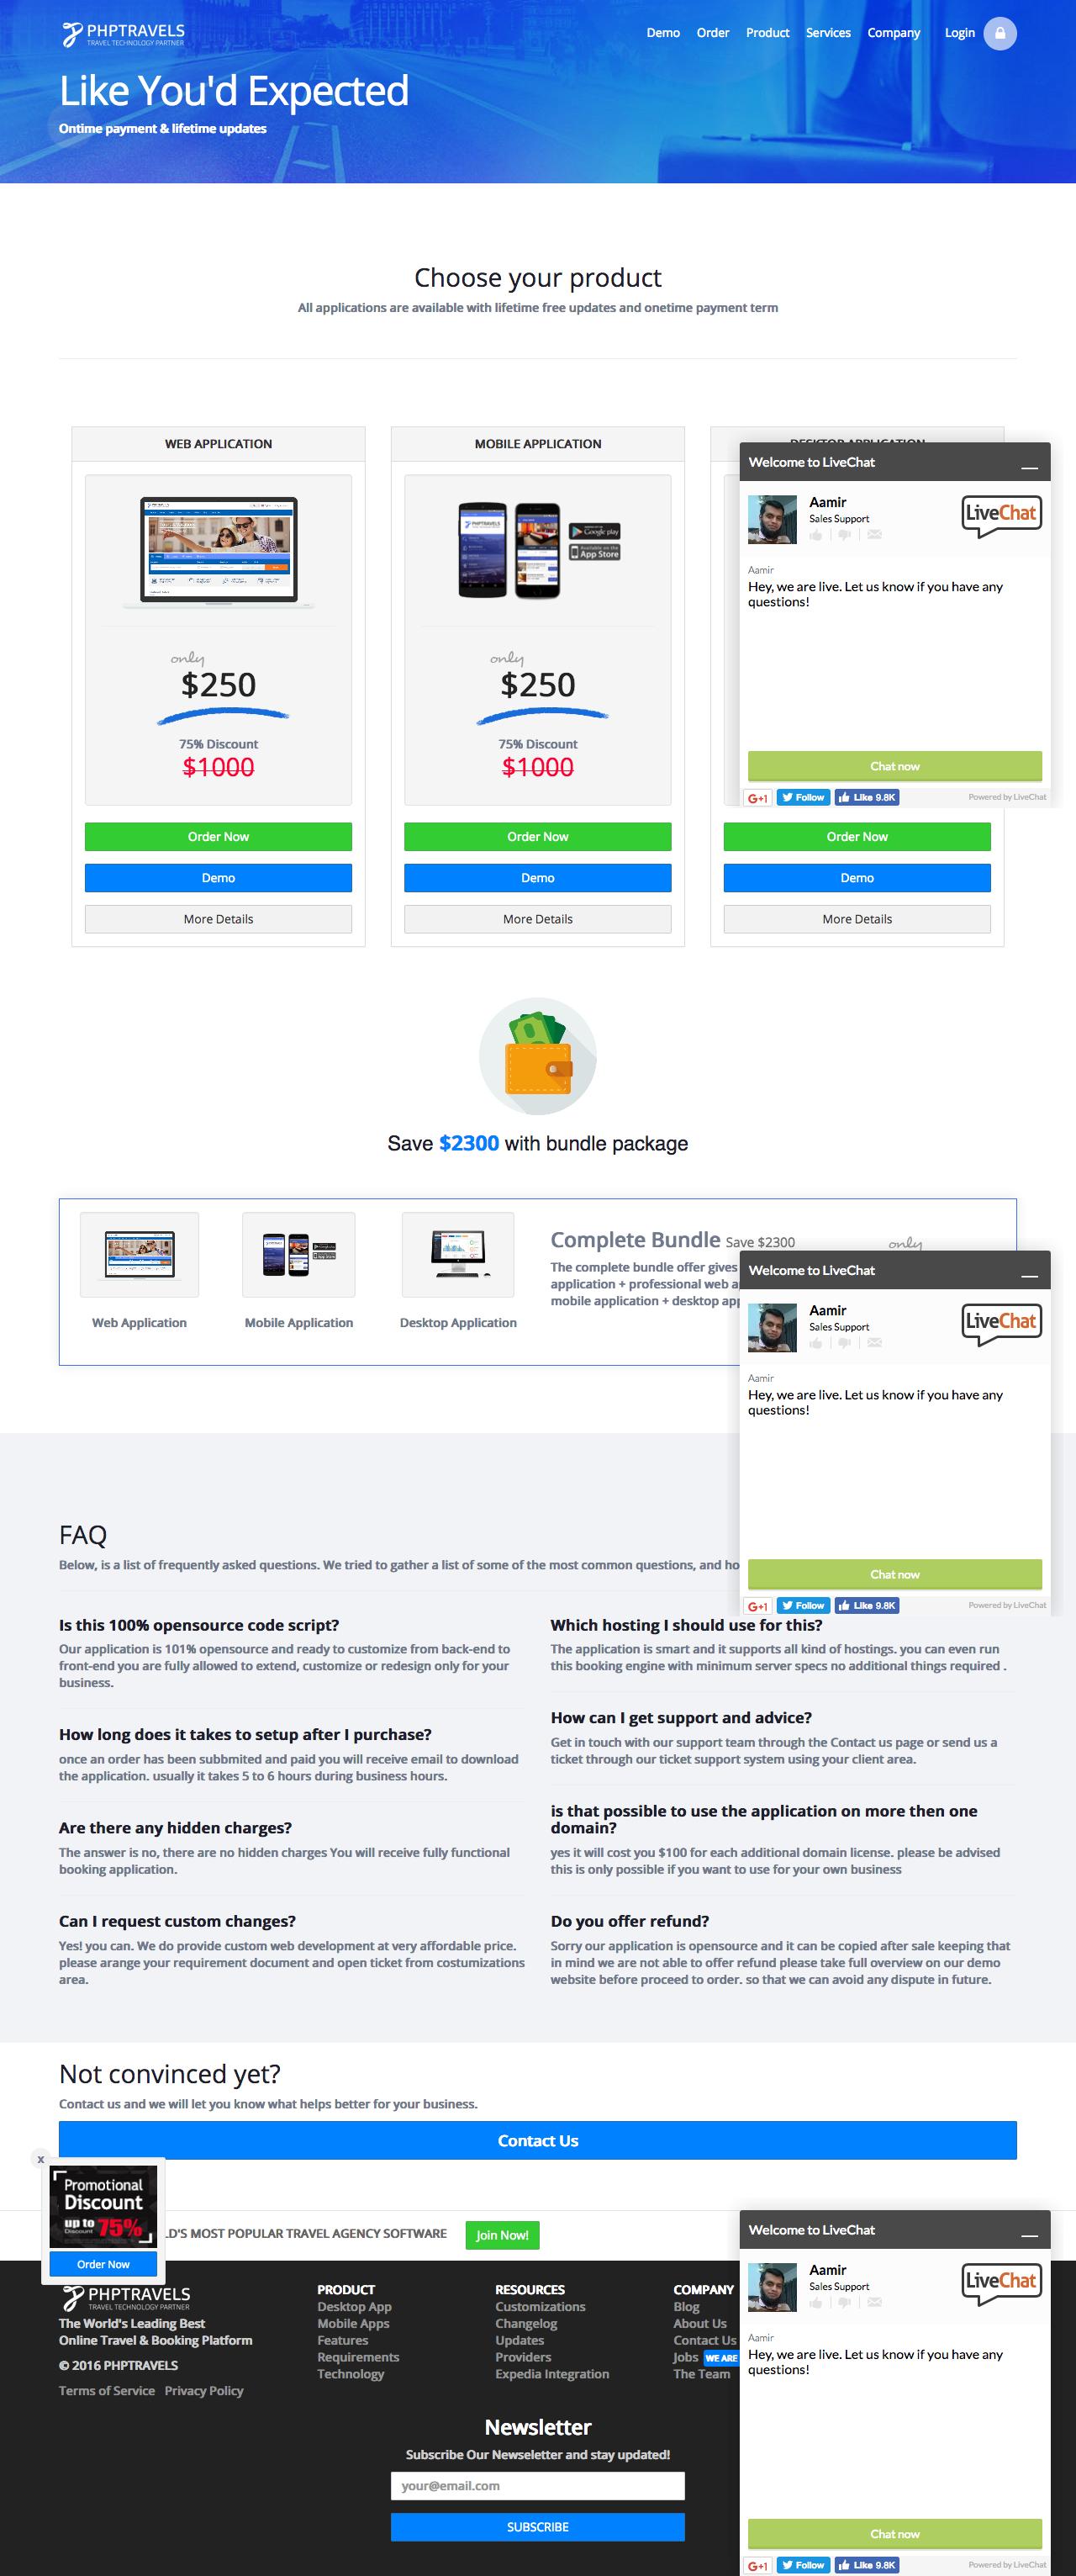 PHPTRAVELS
TRAVEL TECHNOLOGY PARTNER
Demo Order Product Services Company Login
Like You'd Expected
Ontime payment & lifetime updates
Choose your product
All applications are available with lifetime free updates and onetime payment term
WEB APPLICATION
only
$250
75% Discount
$1000
Order Now
Demo
More Details
MOBILE APPLICATION
PHPTRAVELS
Google play
Available on the
App Store
only
$250
75% Discount
$1000
Order Now
Demo
More Details
DESKTOP APPLICATION
Order Now
Demo
More Details
Welcome to LiveChat
Aamir
Sales Support
LiveChat
Aamir
Hey, we are live. Let us know if you have any
questions!
Chat now
G+1 Follow Like 9.8K Powered by LiveChat
Save $2300 with bundle package
Web Application
Mobile Application
Desktop Application
Complete Bundle Save $2300
The complete bundle offer gives
application + professional web
mobile application + desktop
only
Welcome to LiveChat
Aamir
Sales Support
LiveChat
Aamir
Hey, we are live. Let us know if you have any
questions!
Chat now
G+1 Follow Like 9.8K Powered by LiveChat
FAQ
Below, is a list of frequently asked questions. We tried to gather a list of some of the most common questions, and
Is this 100% opensource code script?
Our application is 101% opensource and ready to customize from back-end to
front-end you are fully allowed to extend, customize or redesign only for your
business.
How long does it takes to setup after I purchase?
once an order has been subbmited and paid you will receive email to download
the application. usually it takes 5 to 6 hours during business hours.
Are there any hidden charges?
The answer is no, there are no hidden charges You will receive fully functional
booking application.
Can I request custom changes?
Yes! you can. We do provide custom web development at very affordable price.
please arange your requirement document and open ticket from costumizations
area.
Which hosting I should use for this?
The application is smart and it supports all kind of hostings. you can even run
this booking engine with minimum server specs no additional things required .
How can I get support and advice?
Get in touch with our support team through the Contact us page or send us a
ticket through our ticket support system using your client area.
is that possible to use the application on more then one
domain?
yes it will cost you $100 for each additional domain license. please be advised
this is only possible if you want to use for your own business
Do you offer refund?
Sorry our application is opensource and it can be copied after sale keeping that
in mind we are not able to offer refund please take full overview on our demo
website before proceed to order. so that we can avoid any dispute in future.
Not convinced yet?
Contact us and we will let you know what helps better for your business.
Contact Us
x
Promotional
Discount
up to 75%
Discount
Order Now
LD'S MOST POPULAR TRAVEL AGENCY SOFTWARE Join Now!
PHPTRAVELS
TRAVEL TECHNOLOGY PARTNER
The World's Leading Best
Online Travel & Booking Platform
© 2016 PHPTRAVELS
Terms of Service Privacy Policy
PRODUCT
Desktop App
Mobile Apps
Features
Requirements
Technology
RESOURCES
Customizations
Changelog
Updates
Providers
Expedia Integration
COMPANY
Blog
About Us
Contact Us
Jobs WE ARE
The Team
Welcome to LiveChat
Aamir
Sales Support
LiveChat
Aamir
Hey, we are live. Let us know if you have any
questions!
Chat now
G+1 Follow Like 9.8K Powered by LiveChat
Newsletter
Subscribe Our Newseletter and stay updated!
your@email.com
SUBSCRIBE